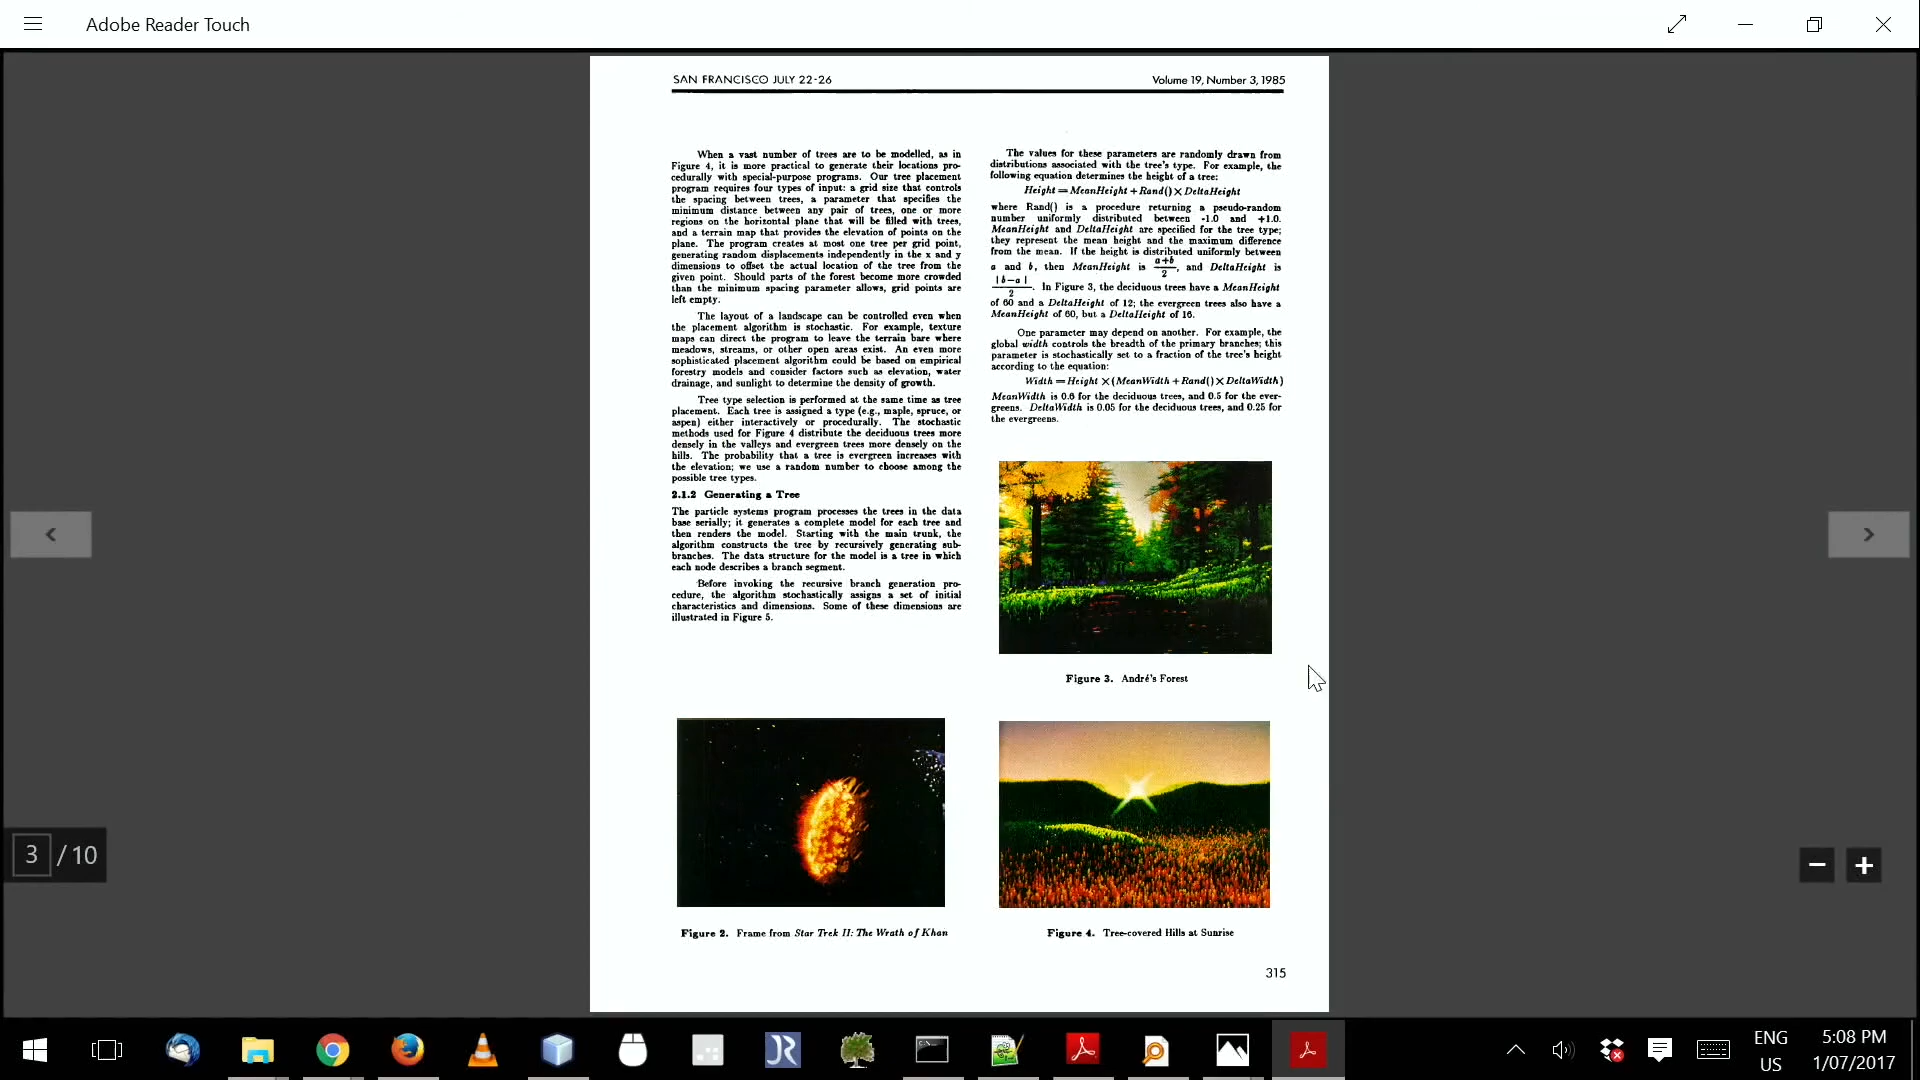 Adobe Reader Touch
SAN FRANCISCO JULY 22-26
Volume 19, Number 3, 1985
When a vast number of trees are to be modelled, as in
Figure 4, it is more practical to generate their locations pro-
cedurally with special-purpose programs. Our tree placement
program requires four types of input: a grid size that controls
the spacing between trees, a parameter that specifies the
minimum distance between any pair of trees, one or more
regions on the horizontal plane that will be filled with trees,
and a terrain map that provides the elevation of points on the
plane. The program creates at most one tree per grid point,
generating random displacements independently in the x and y
dimensions to offset the actual location of the tree from the
given point. Should parts of the forest become more crowded
than the minimum spacing parameter allows, grid points are
left empty.
The layout of a landscape can be controlled even when
the placement algorithm is stochastic. For example, texture
maps can direct the program to leave the terrain bare where
meadows, streams, or other open areas exist. An even more
sophisticated placement algorithm could be based on empirical
forestry models and consider factors such as elevation, water
drainage, and sunlight to determine the density of growth.
Tree type selection is performed at the same time as tree
placement. Each tree is assigned a type (e.g., maple, spruce, or
aspen) either interactively or procedurally. The stochastic
methods used for Figure 4 distribute the deciduous trees more
densely in the valleys and evergreen trees more densely on the
hills. The probability that a tree is evergreen increases with
the elevation; we use a random number to choose among the
possible tree types.
2.1.2 Generating a Tree
The particle systems program processes the trees in the data
base serially; it generates a complete model for each tree and
then renders the model. Starting with the main trunk, the
algorithm constructs the tree by recursively generating sub-
branches. The data structure for the model is a tree in which
each node describes a branch segment.
Before invoking the recursive branch generation pro-
cedure, the algorithm stochastically assigns a set of initial
characteristics and dimensions. Some of these dimensions are
illustrated in Figure 5.
Figure 2. Frame from Star Trek II: The Wrath of Khan
The values for these parameters are randomly drawn from
distributions associated with the tree's type. For example, the
following equation determines the height of a tree:
Height = MeanHeight + Rand() × DeltaHeight
where Rand() is a procedure returning a pseudo-random
number uniformly distributed between -1.0 and +1.0.
MeanHeight and DeltaHeight are specified for the tree type;
they represent the mean height and the maximum difference
from the mean. If the height is distributed uniformly between
a and b, then MeanHeight is a+b/2, and DeltaHeight is
|b−a|/2. In Figure 3, the deciduous trees have a MeanHeight
of 60 and a DeltaHeight of 12; the evergreen trees also have a
MeanHeight of 60, but a DeltaHeight of 16.
One parameter may depend on another. For example, the
global width controls the breadth of the primary branches; this
parameter is stochastically set to a fraction of the tree's height
according to the equation:
Width = Height × (MeanWidth + Rand() × DeltaWidth)
MeanWidth is 0.6 for the deciduous trees, and 0.5 for the ever-
greens. DeltaWidth is 0.05 for the deciduous trees, and 0.25 for
the evergreens.
Figure 3. André's Forest
Figure 4. Tree-covered Hills at Sunrise
315
3 / 10
ENG
US
5:08 PM
1/07/2017